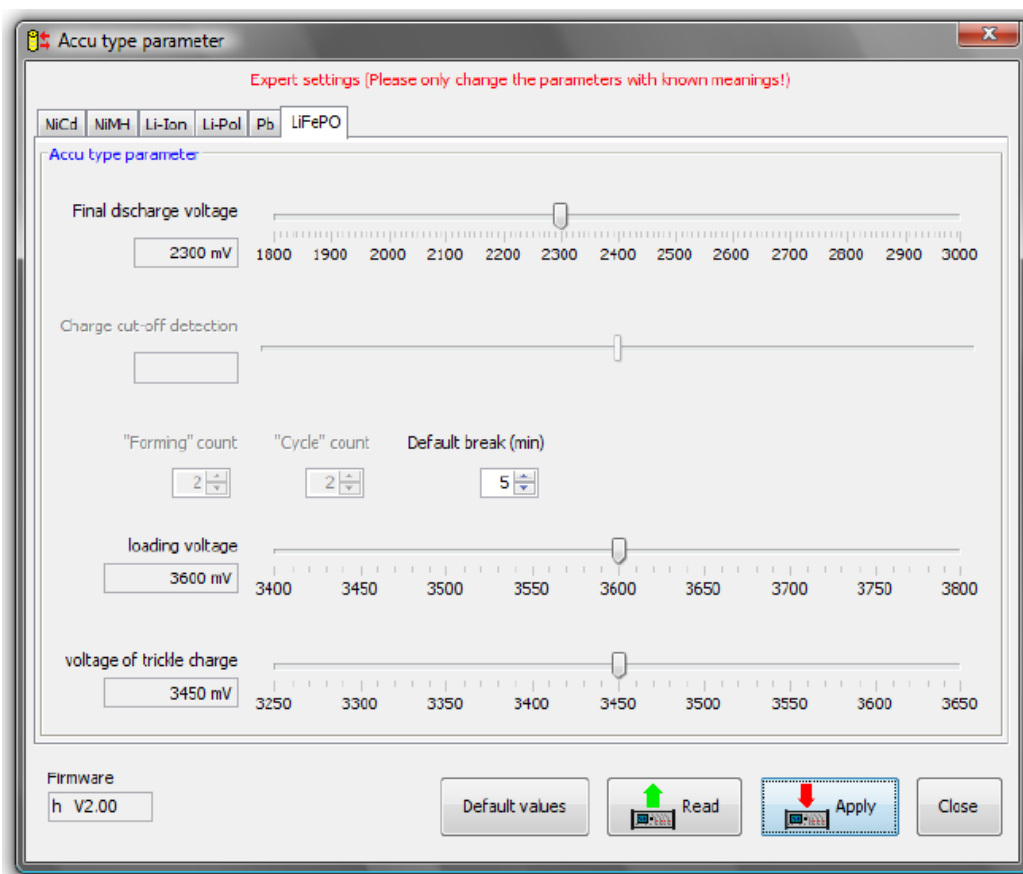 Accu type parameter
Expert settings (Please only change the parameters with known meanings!)
NiCd NiMH Li-Ion Li-Pol Pb LiFePO
Accu type parameter
Final discharge voltage
2300 mV
1800 1900 2000 2100 2200 2300 2400 2500 2600 2700 2800 2900 3000
Charge cut-off detection
"Forming" count "Cycle" count Default break (min)
2 2 5
loading voltage
3600 mV
3400 3450 3500 3550 3600 3650 3700 3750 3800
voltage of trickle charge
3450 mV
3250 3300 3350 3400 3450 3500 3550 3600 3650
Firmware
h V2.00
Default values Read Apply Close